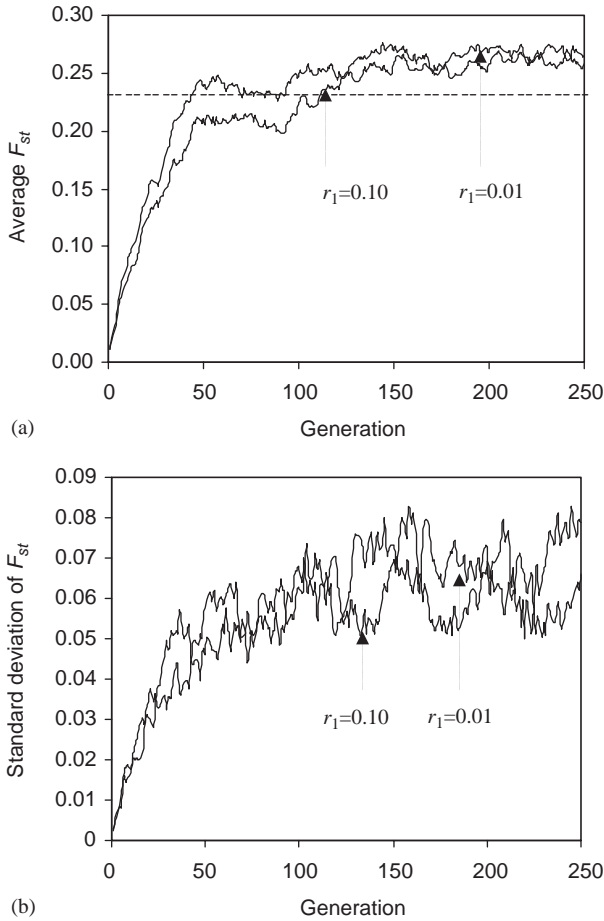 0.30
0.25
0.20
0.15
0.10
0.05
0.00
Average F_st
r_1=0.10
r_1=0.01
0 50 100 150 200 250
(a)
Generation
0.09
0.08
0.07
0.06
0.05
0.04
0.03
0.02
0.01
0
Standard deviation of F_st
r_1=0.10
r_1=0.01
0 50 100 150 200 250
(b)
Generation